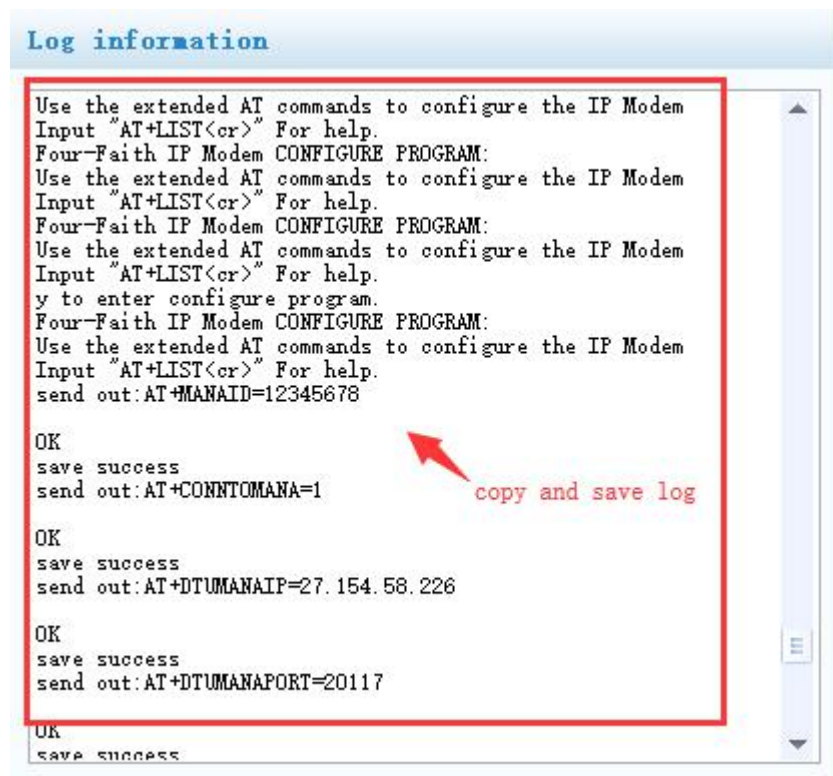 Log information
Use the extended AT commands to configure the IP Modem
Input "AT+LIST<cr>" For help.
Four-Faith IP Modem CONFIGURE PROGRAM:
Use the extended AT commands to configure the IP Modem
Input "AT+LIST<cr>" For help.
Four-Faith IP Modem CONFIGURE PROGRAM:
Use the extended AT commands to configure the IP Modem
Input "AT+LIST<cr>" For help.
y to enter configure program.
Four-Faith IP Modem CONFIGURE PROGRAM:
Use the extended AT commands to configure the IP Modem
Input "AT+LIST<cr>" For help.
send out:AT+MANAID=12345678
OK
save success
send out:AT+CONNTOMANA=1
copy and save log
OK
save success
send out:AT+DTUMANAIP=27.154.58.226
OK
save success
send out:AT+DTUMANAPORT=20117
OK
save success